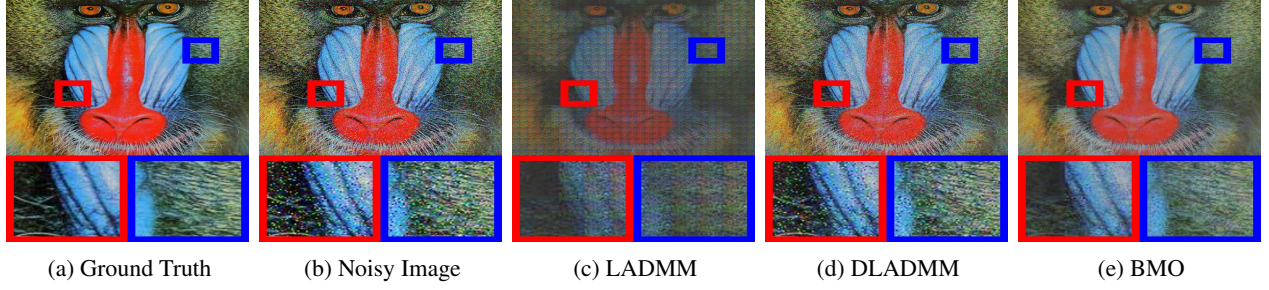 (a) Ground Truth
(b) Noisy Image
(c) LADMM
(d) DLADMM
(e) BMO